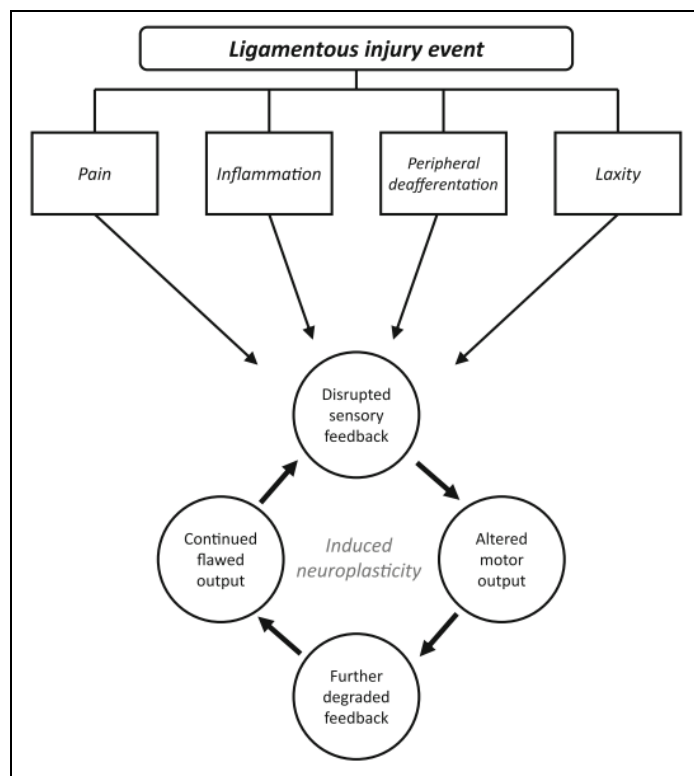 Ligamentous injury event
Pain
Inflammation
Peripheral
deafferentation
Laxity
Disrupted
sensory
feedback
Continued
flawed
output
Induced
neuroplasticity
Altered
motor
output
Further
degraded
feedback